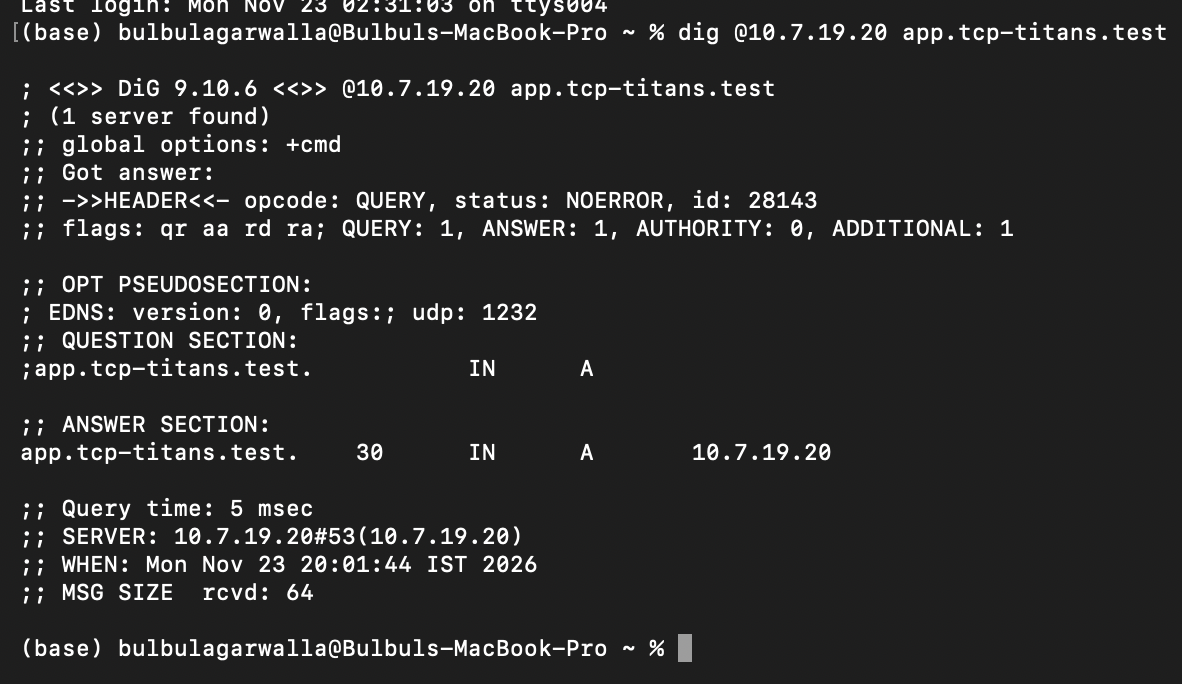 Last login: Mon Nov 23 02:31:03 on ttys004
[(base) bulbulagarwalla@Bulbuls-MacBook-Pro ~ % dig @10.7.19.20 app.tcp-titans.test

; <<>> DiG 9.10.6 <<>> @10.7.19.20 app.tcp-titans.test
; (1 server found)
;; global options: +cmd
;; Got answer:
;; ->>HEADER<<- opcode: QUERY, status: NOERROR, id: 28143
;; flags: qr aa rd ra; QUERY: 1, ANSWER: 1, AUTHORITY: 0, ADDITIONAL: 1

;; OPT PSEUDOSECTION:
; EDNS: version: 0, flags:; udp: 1232
;; QUESTION SECTION:
;app.tcp-titans.test.		IN	A

;; ANSWER SECTION:
app.tcp-titans.test.	30	IN	A	10.7.19.20

;; Query time: 5 msec
;; SERVER: 10.7.19.20#53(10.7.19.20)
;; WHEN: Mon Nov 23 20:01:44 IST 2026
;; MSG SIZE  rcvd: 64

(base) bulbulagarwalla@Bulbuls-MacBook-Pro ~ %